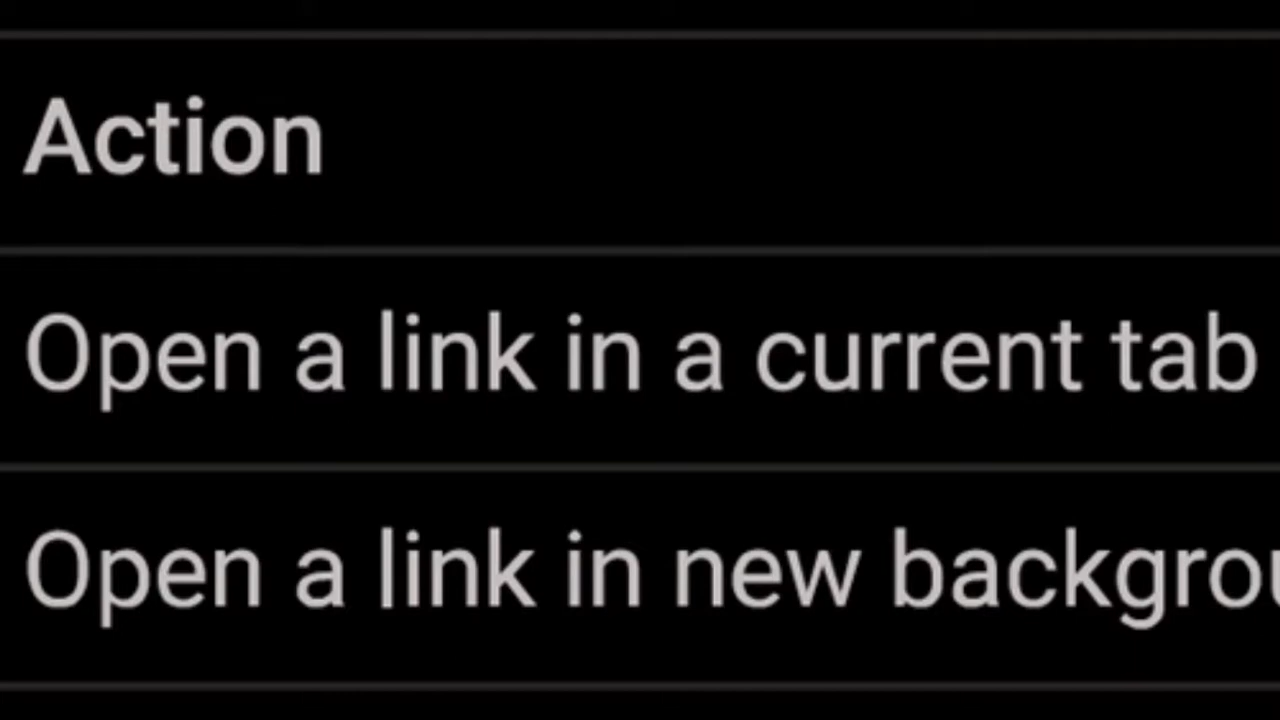 Action
Open a link in a current tab
Open a link in new backgrou